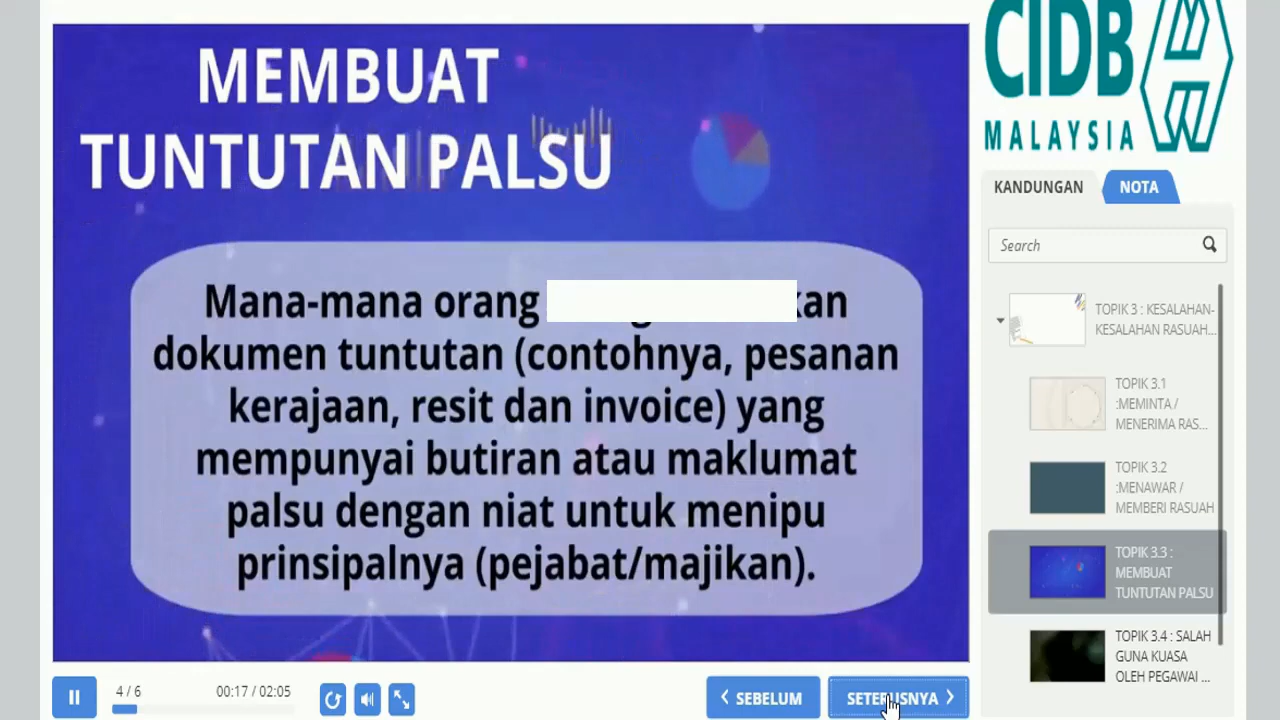 MEMBUAT
TUNTUTAN PALSU
Mana-mana orang
dokumen tuntutan (contohnya, pesanan
kerajaan, resit dan invoice) yang
mempunyai butiran atau maklumat
palsu dengan niat untuk menipu
prinsipalnya (pejabat/majikan).
CIDB
MALAYSIA
KANDUNGAN
NOTA
Search
TOPIK 3 : KESALAHAN-
KESALAHAN RASUAH...
TOPIK 3.1
:MEMINTA /
MENERIMA RAS...
TOPIK 3.2
:MENAWAR /
MEMBERI RASUAH
TOPIK 3.3 :
MEMBUAT
TUNTUTAN PALSU
TOPIK 3.4 : SALAH
GUNA KUASA
OLEH PEGAWAI ...
4 / 6
00:17 / 02:05
SEBELUM
SETERUSNYA